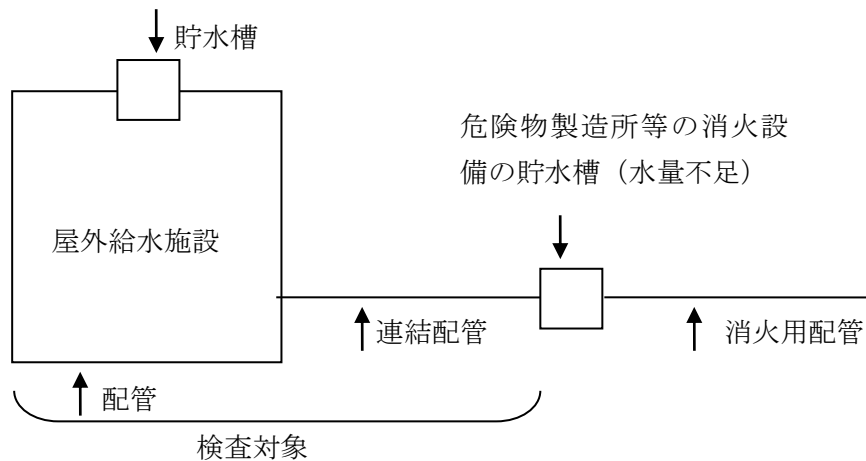 貯水槽
危険物製造所等の消火設
備の貯水槽（水量不足）
屋外給水施設
連結配管
消火用配管
配管
検査対象